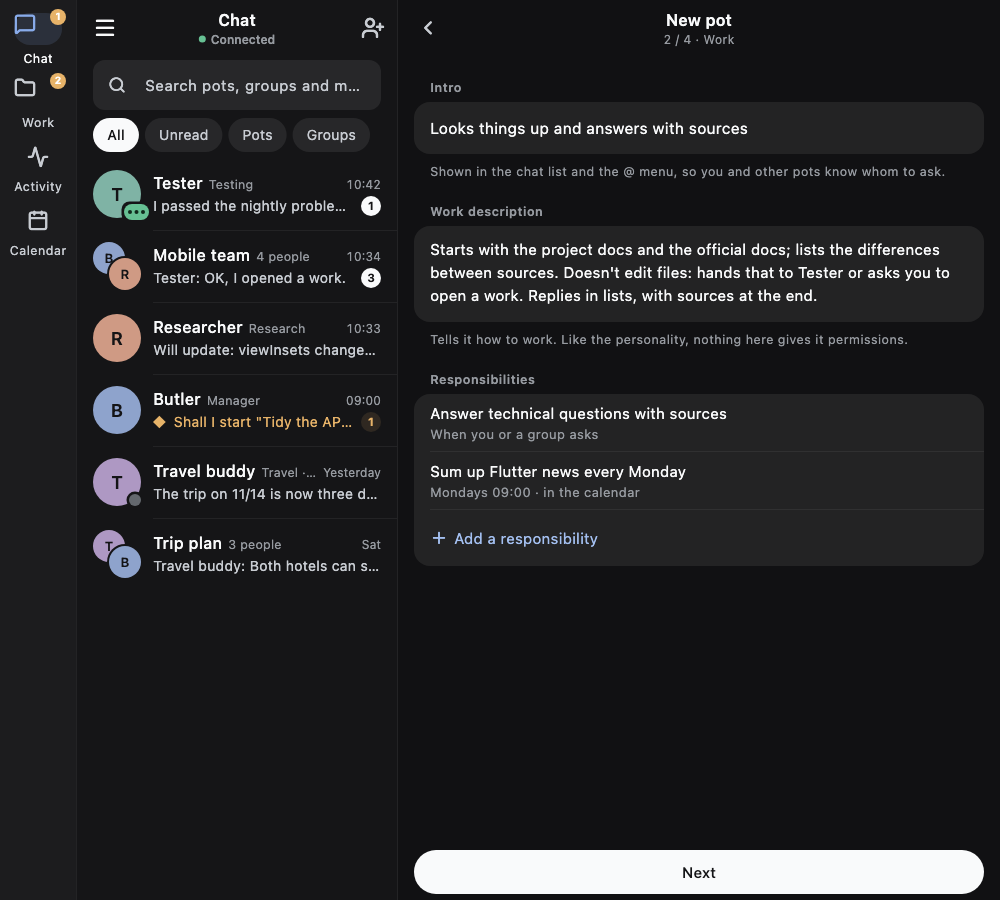 1
Chat
2
Work
Activity
Calendar
Chat
Connected
Search pots, groups and m...
All
Unread
Pots
Groups
T
Tester Testing 10:42
I passed the nightly proble... 1
B
R
Mobile team 4 people 10:34
Tester: OK, I opened a work. 3
R
Researcher Research 10:33
Will update: viewInsets change...
B
Butler Manager 09:00
Shall I start "Tidy the AP... 1
T
Travel buddy Travel ·... Yesterday
The trip on 11/14 is now three d...
T
B
Trip plan 3 people Sat
Travel buddy: Both hotels can s...
New pot
2 / 4 · Work
Intro
Looks things up and answers with sources
Shown in the chat list and the @ menu, so you and other pots know whom to ask.
Work description
Starts with the project docs and the official docs; lists the differences
between sources. Doesn't edit files: hands that to Tester or asks you to
open a work. Replies in lists, with sources at the end.
Tells it how to work. Like the personality, nothing here gives it permissions.
Responsibilities
Answer technical questions with sources
When you or a group asks
Sum up Flutter news every Monday
Mondays 09:00 · in the calendar
+ Add a responsibility
Next